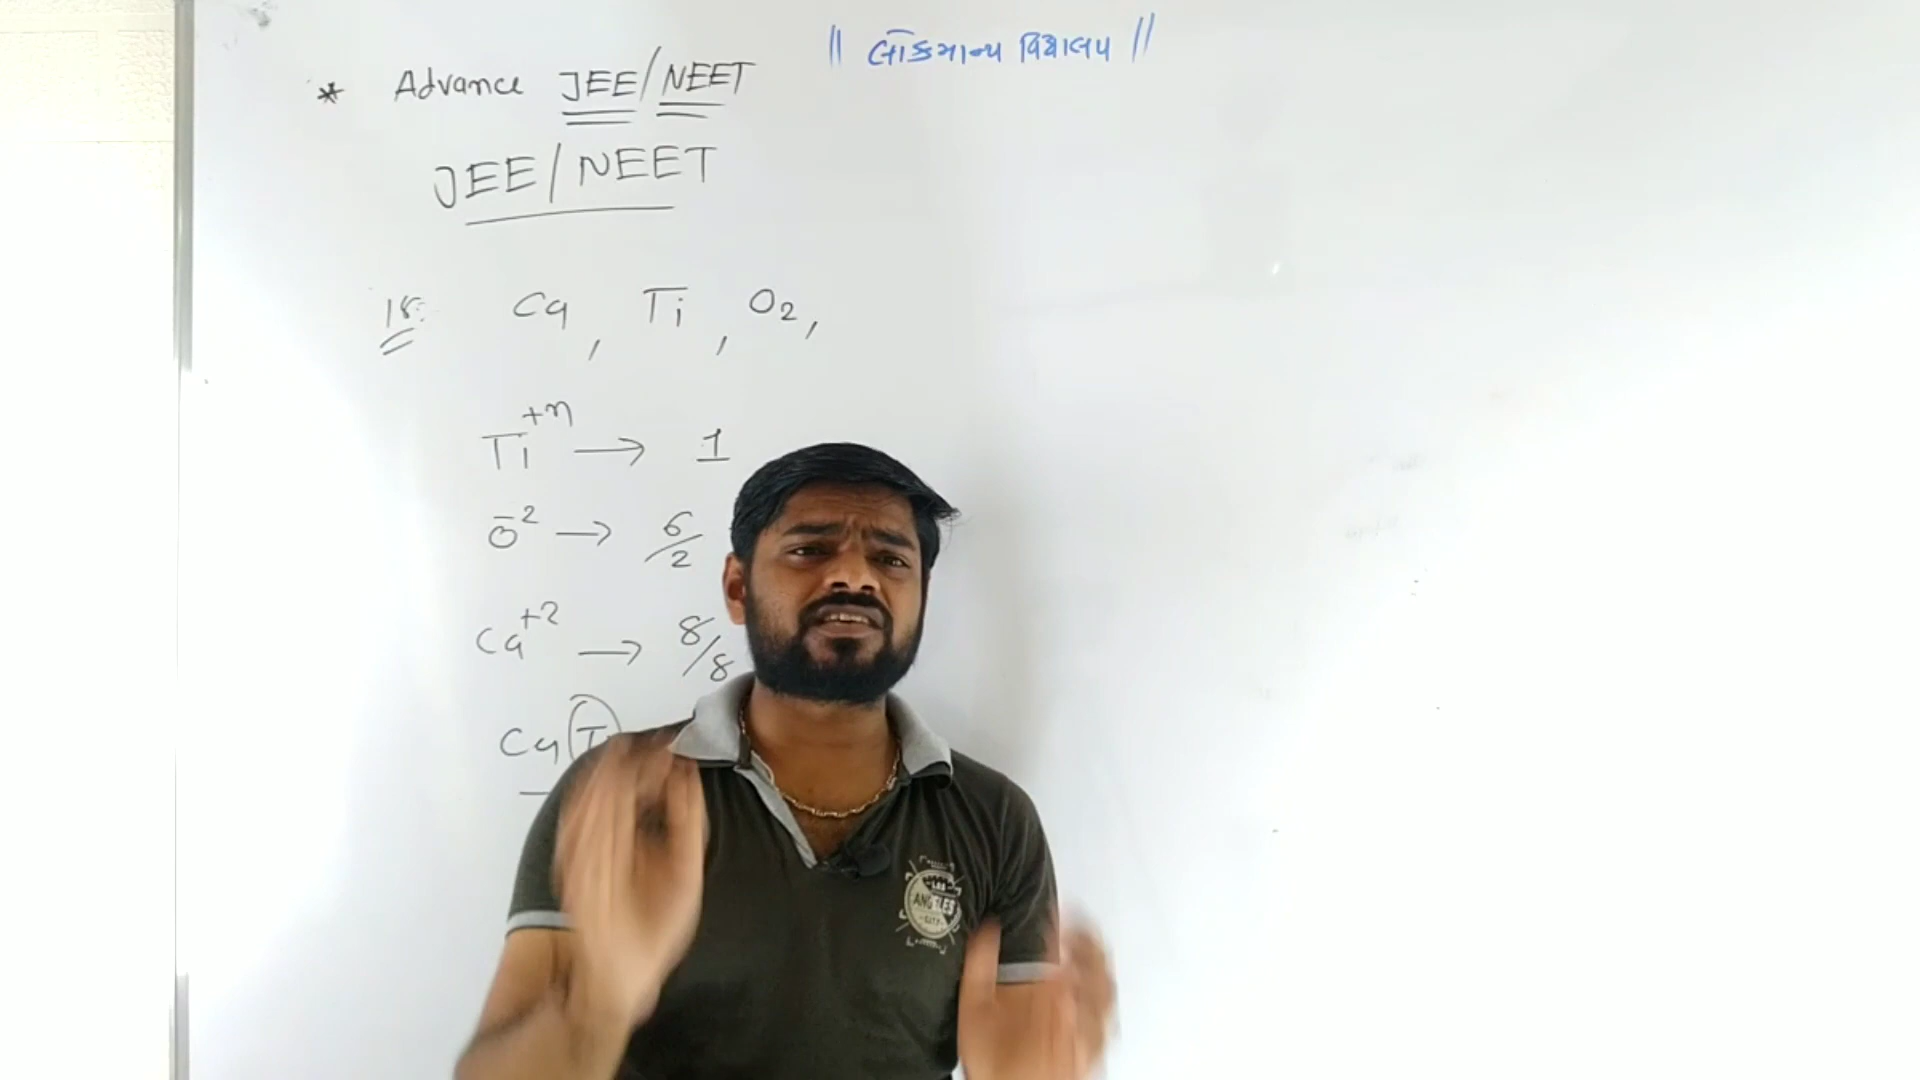 || લોકમાન્ય વિદ્યાલય ||
* Advance JEE/NEET
JEE/NEET
18. Ca, Ti, O₂,
Ti⁺ⁿ → 1
O⁻² → 6/2
Ca⁺² → 8/8
Ca
ANGELES